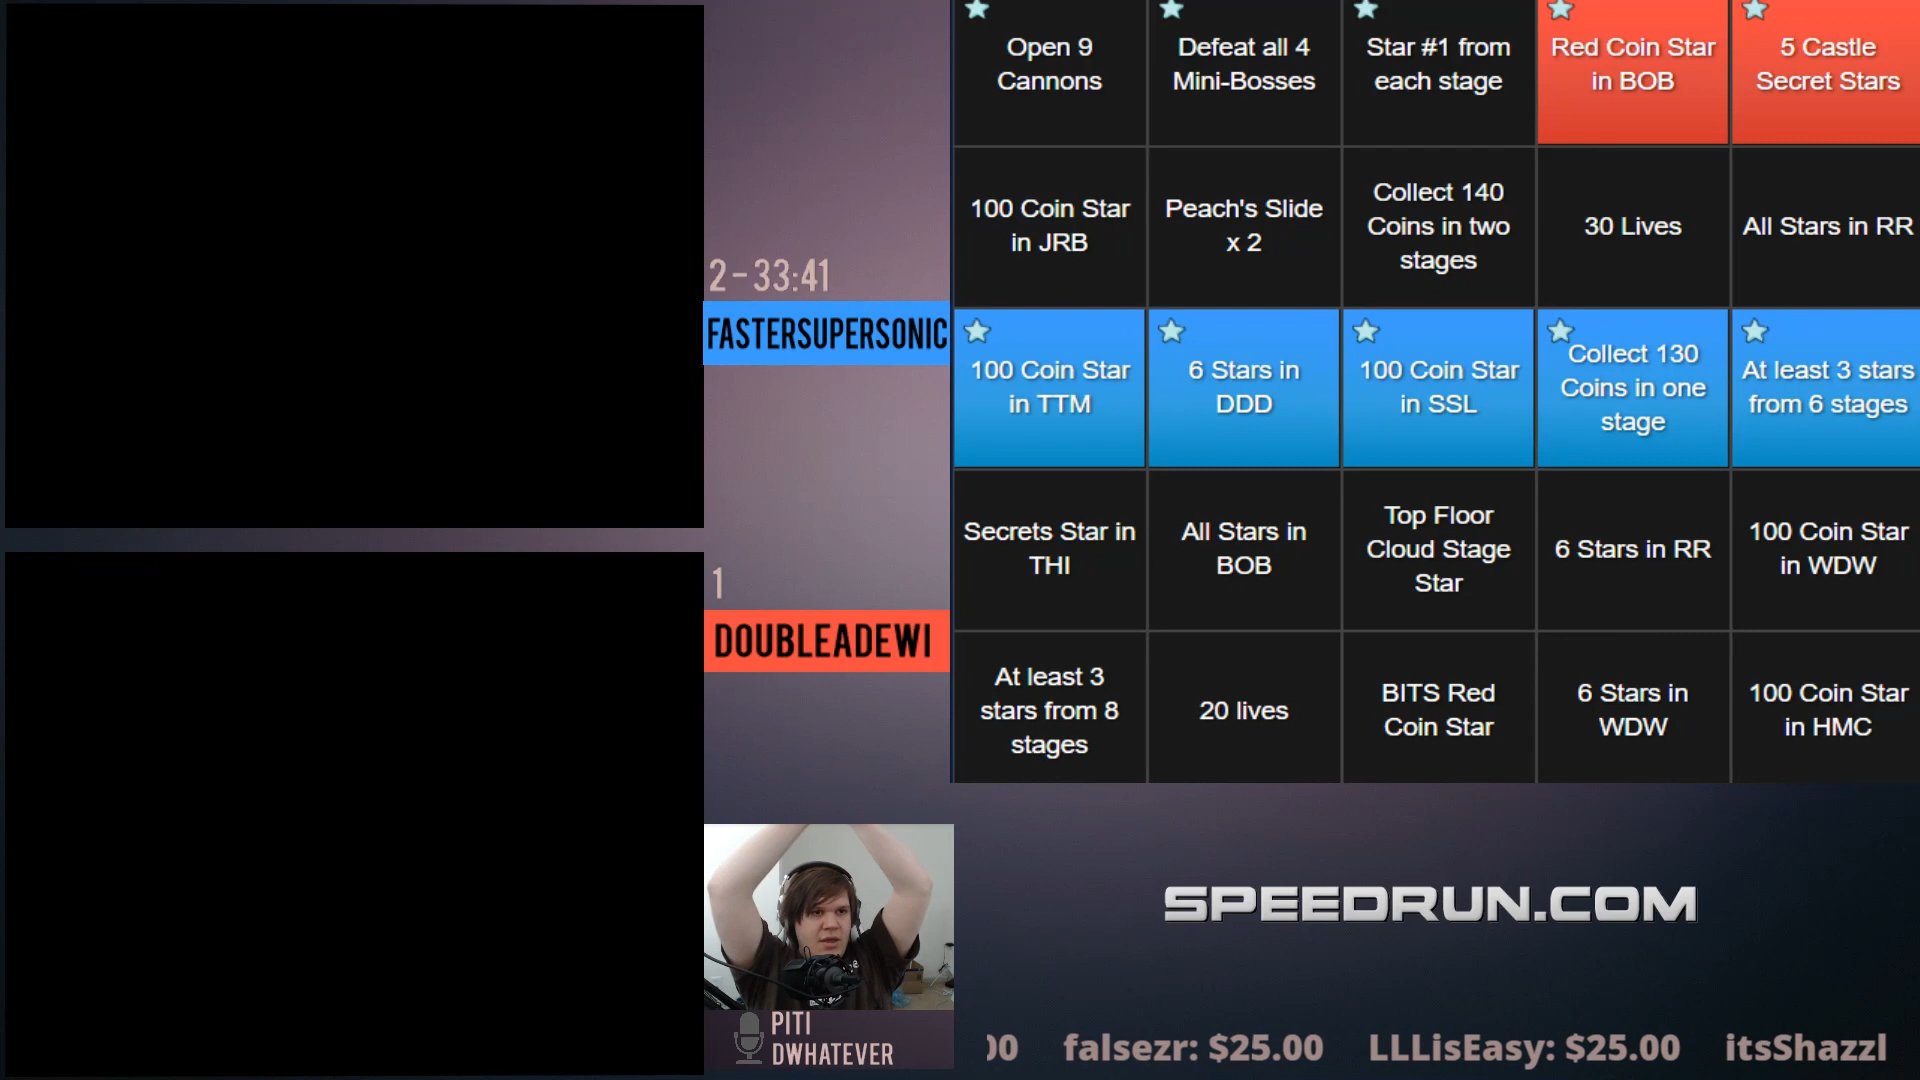 Open 9
Cannons
Defeat all 4
Mini-Bosses
Star #1 from
each stage
Red Coin Star
in BOB
5 Castle
Secret Stars
100 Coin Star
in JRB
Peach's Slide
x 2
Collect 140
Coins in two
stages
30 Lives
All Stars in RR
2-33:41
FASTERSUPERSONIC
100 Coin Star
in TTM
6 Stars in
DDD
100 Coin Star
in SSL
Collect 130
Coins in one
stage
At least 3 stars
from 6 stages
Secrets Star in
THI
All Stars in
BOB
Top Floor
Cloud Stage
Star
6 Stars in RR
100 Coin Star
in WDW
1
DOUBLEADEWI
At least 3
stars from 8
stages
20 lives
BITS Red
Coin Star
6 Stars in
WDW
100 Coin Star
in HMC
SPEEDRUN.COM
PITI
DWHATEVER
00 falsezr: $25.00 LLLisEasy: $25.00 itsShazzl